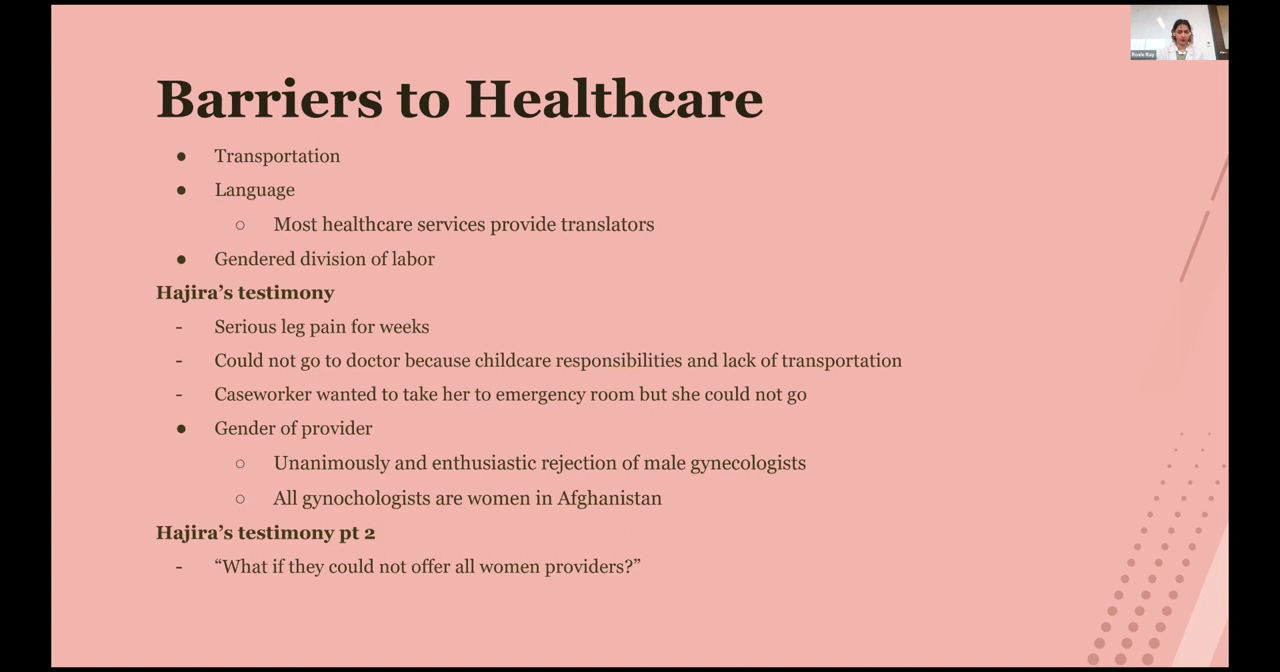 Barriers to Healthcare
● Transportation
● Language
○ Most healthcare services provide translators
● Gendered division of labor
Hajira’s testimony
- Serious leg pain for weeks
- Could not go to doctor because childcare responsibilities and lack of transportation
- Caseworker wanted to take her to emergency room but she could not go
● Gender of provider
○ Unanimously and enthusiastic rejection of male gynecologists
○ All gynochologists are women in Afghanistan
Hajira’s testimony pt 2
- “What if they could not offer all women providers?”